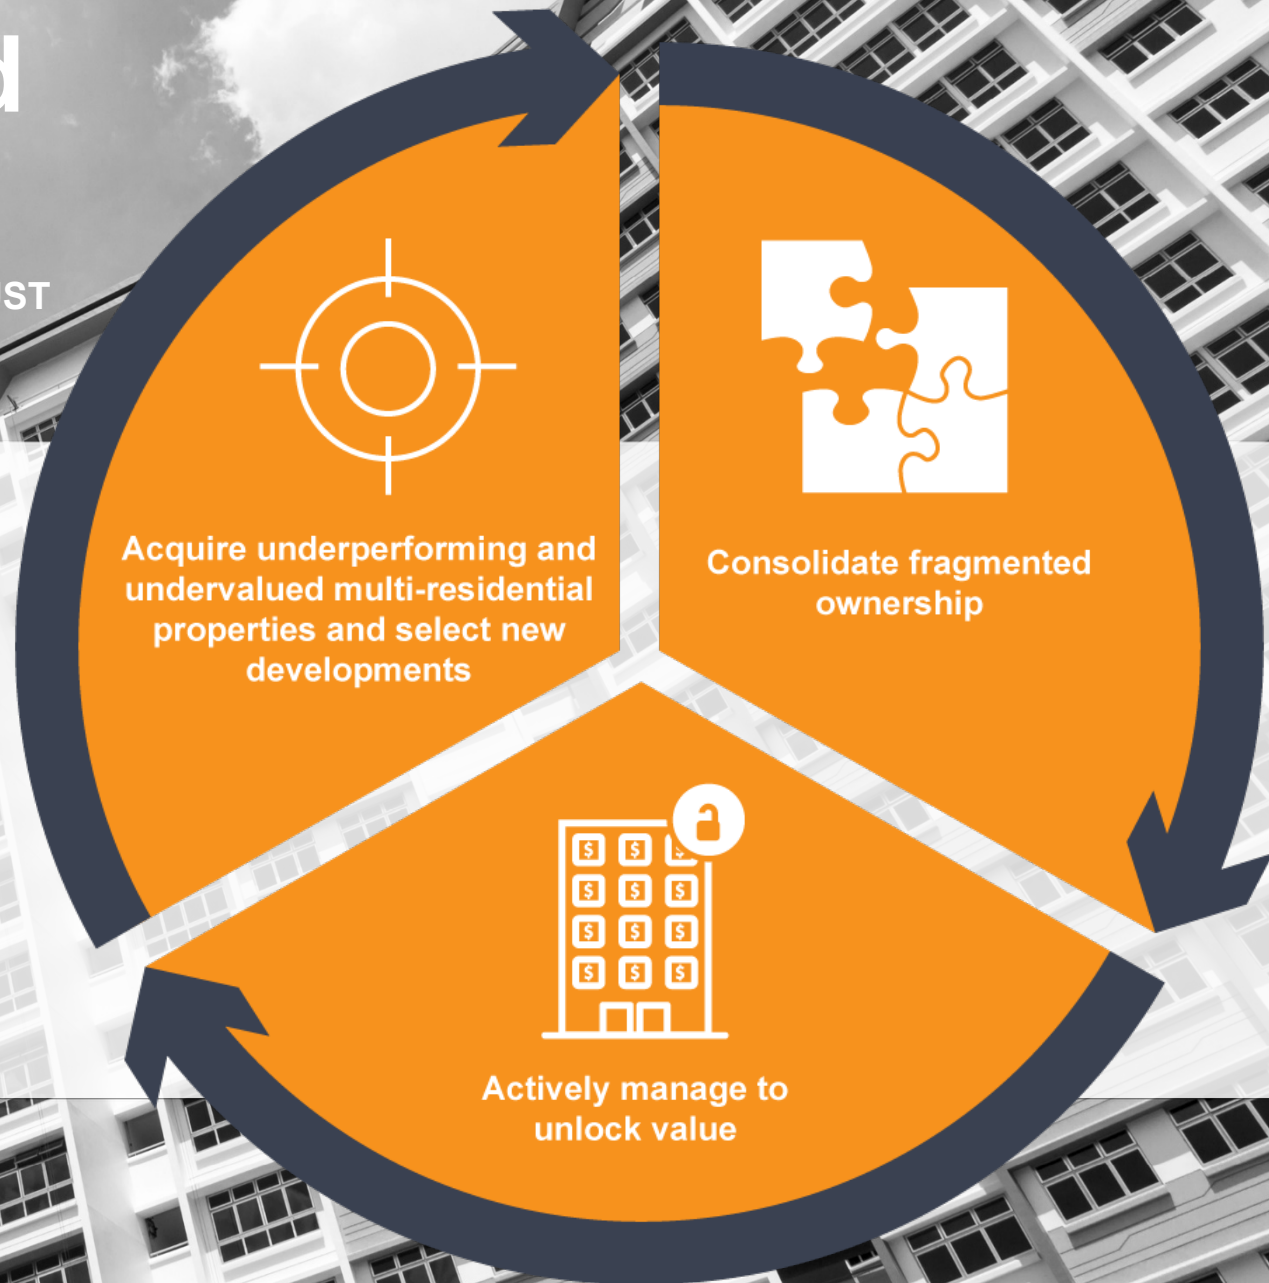 Acquire underperforming and
undervalued multi-residential
properties and select new
developments
Consolidate fragmented
ownership
$ $ $
$ $ $
$ $ $
$ $ $
Actively manage to
unlock value